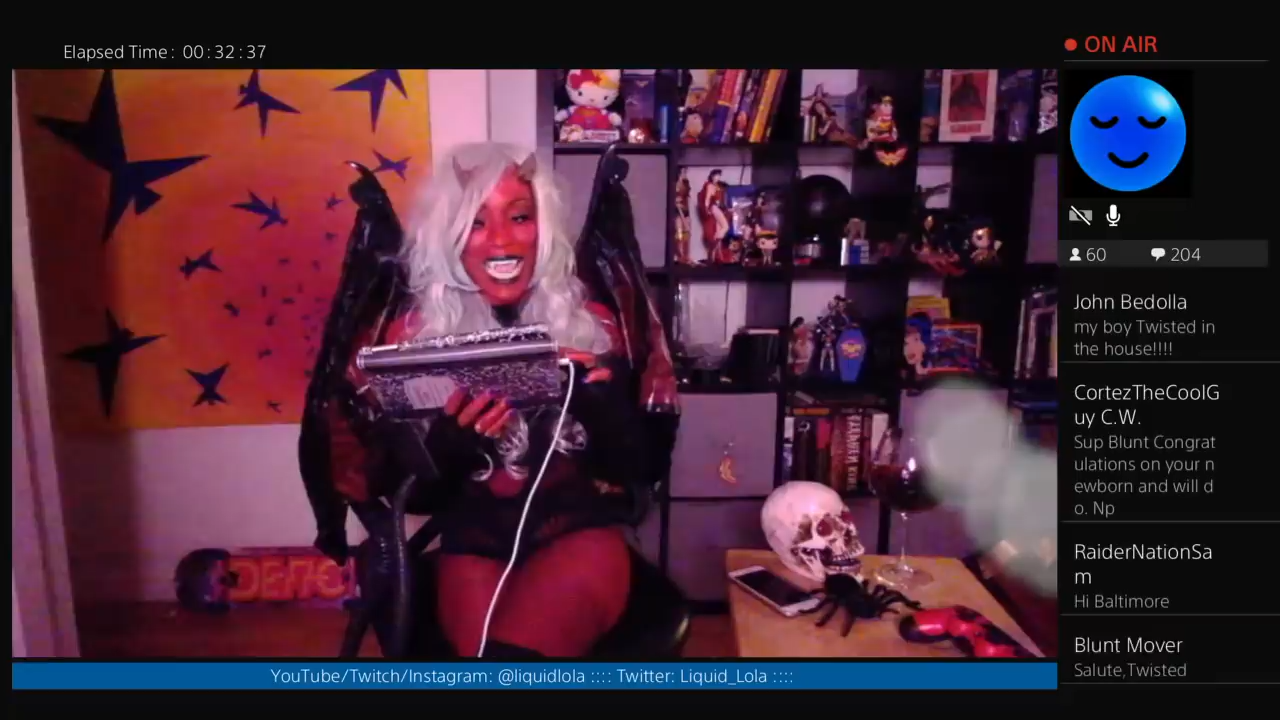 Elapsed Time: 00:32:37
ON AIR
60 204
John Bedolla
my boy Twisted in
the house!!!!
CortezTheCoolG
uy C.W.
Sup Blunt Congrat
ulations on your n
ewborn and will d
o. Np
RaiderNationSa
m
Hi Baltimore
Blunt Mover
Salute,Twisted
YouTube/Twitch/Instagram: @liquidlola :::: Twitter: Liquid_Lola ::::